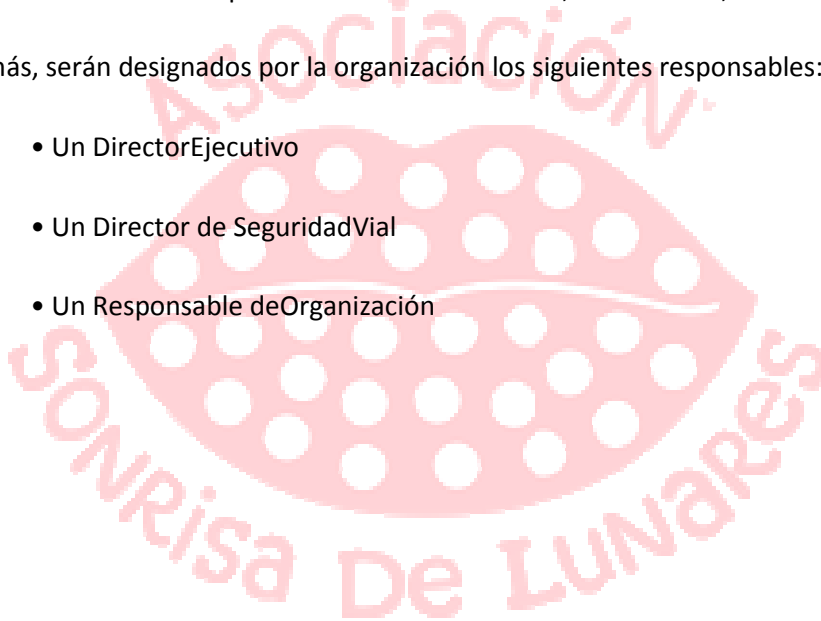 más, serán designados por la organización los siguientes responsables:
• Un DirectorEjecutivo
• Un Director de SeguridadVial
• Un Responsable deOrganización
ASOCIACIÓN
SONRISA DE LUNARES